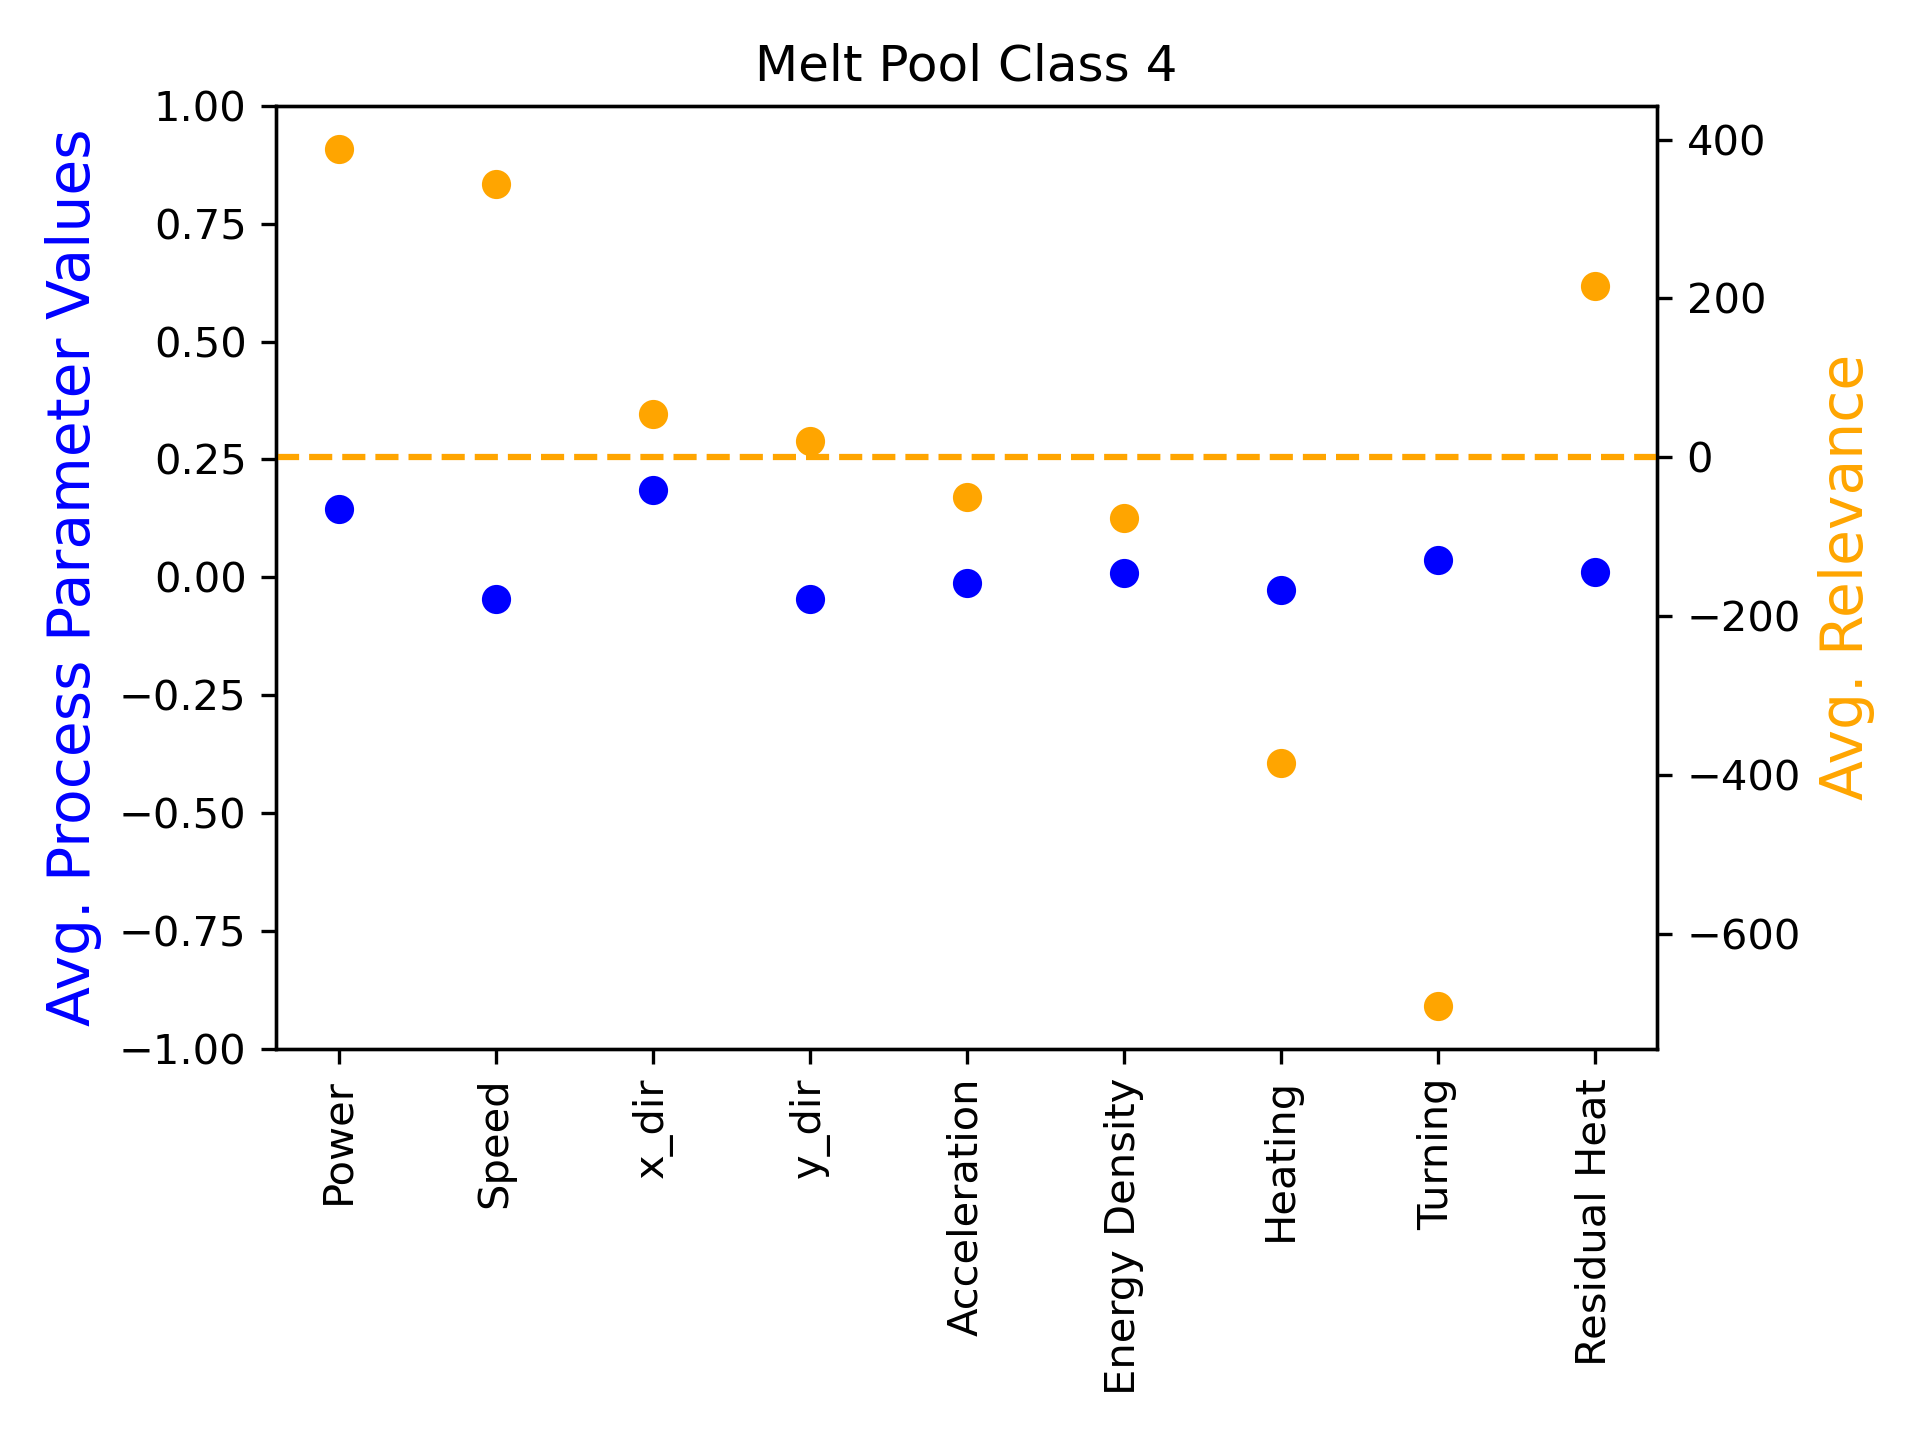 Melt Pool Class 4
Avg. Process Parameter Values
1.00
0.75
0.50
0.25
0.00
−0.25
−0.50
−0.75
−1.00
400
200
0
−200
−400
−600
Avg. Relevance
Power
Speed
x_dir
y_dir
Acceleration
Energy Density
Heating
Turning
Residual Heat